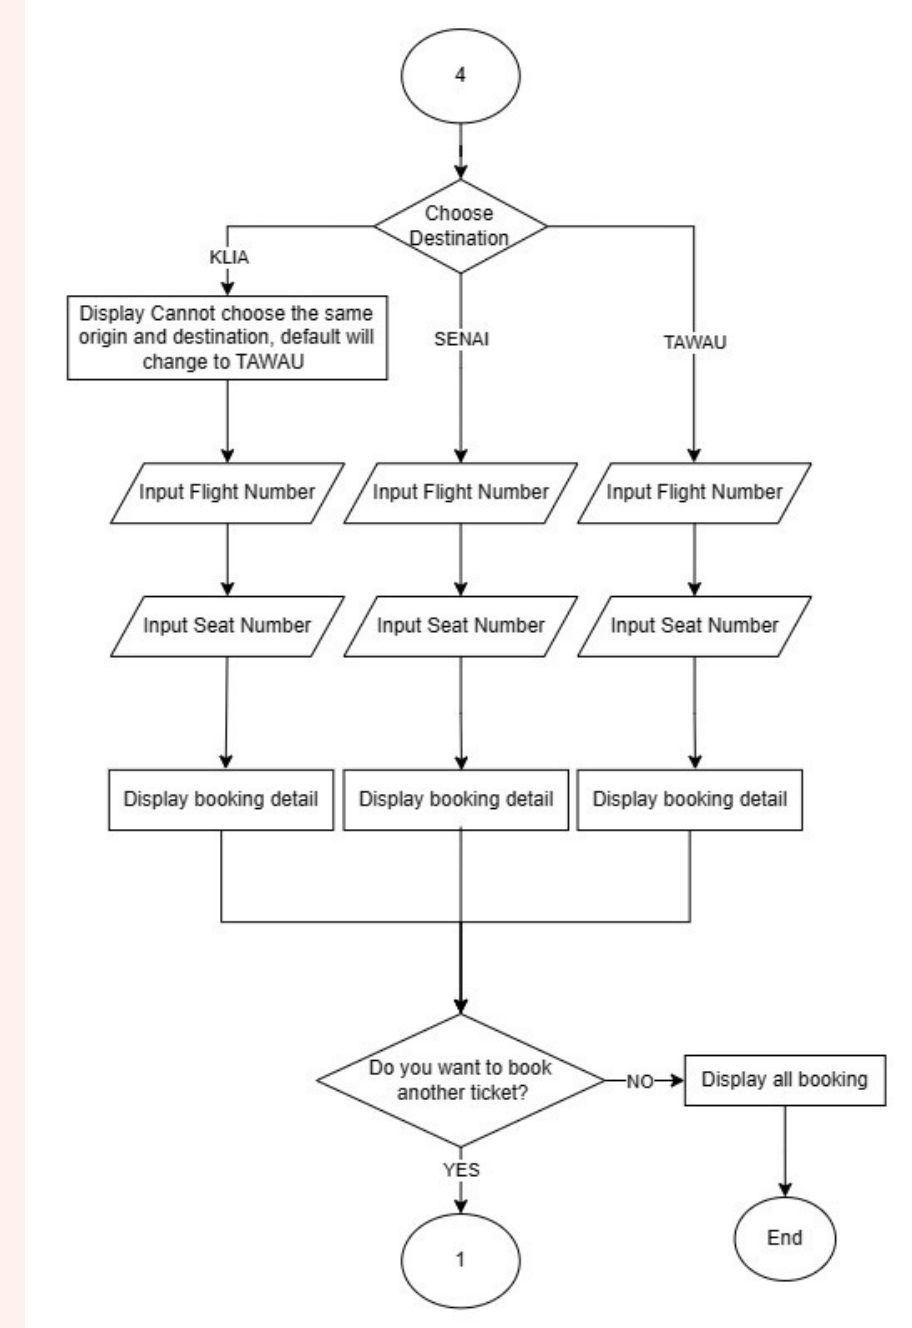 4
Choose
Destination
KLIA
Display Cannot choose the same
origin and destination, default will
change to TAWAU
SENAI
TAWAU
Input Flight Number
Input Flight Number
Input Flight Number
Input Seat Number
Input Seat Number
Input Seat Number
Display booking detail
Display booking detail
Display booking detail
Do you want to book
another ticket?
NO
Display all booking
YES
1
End